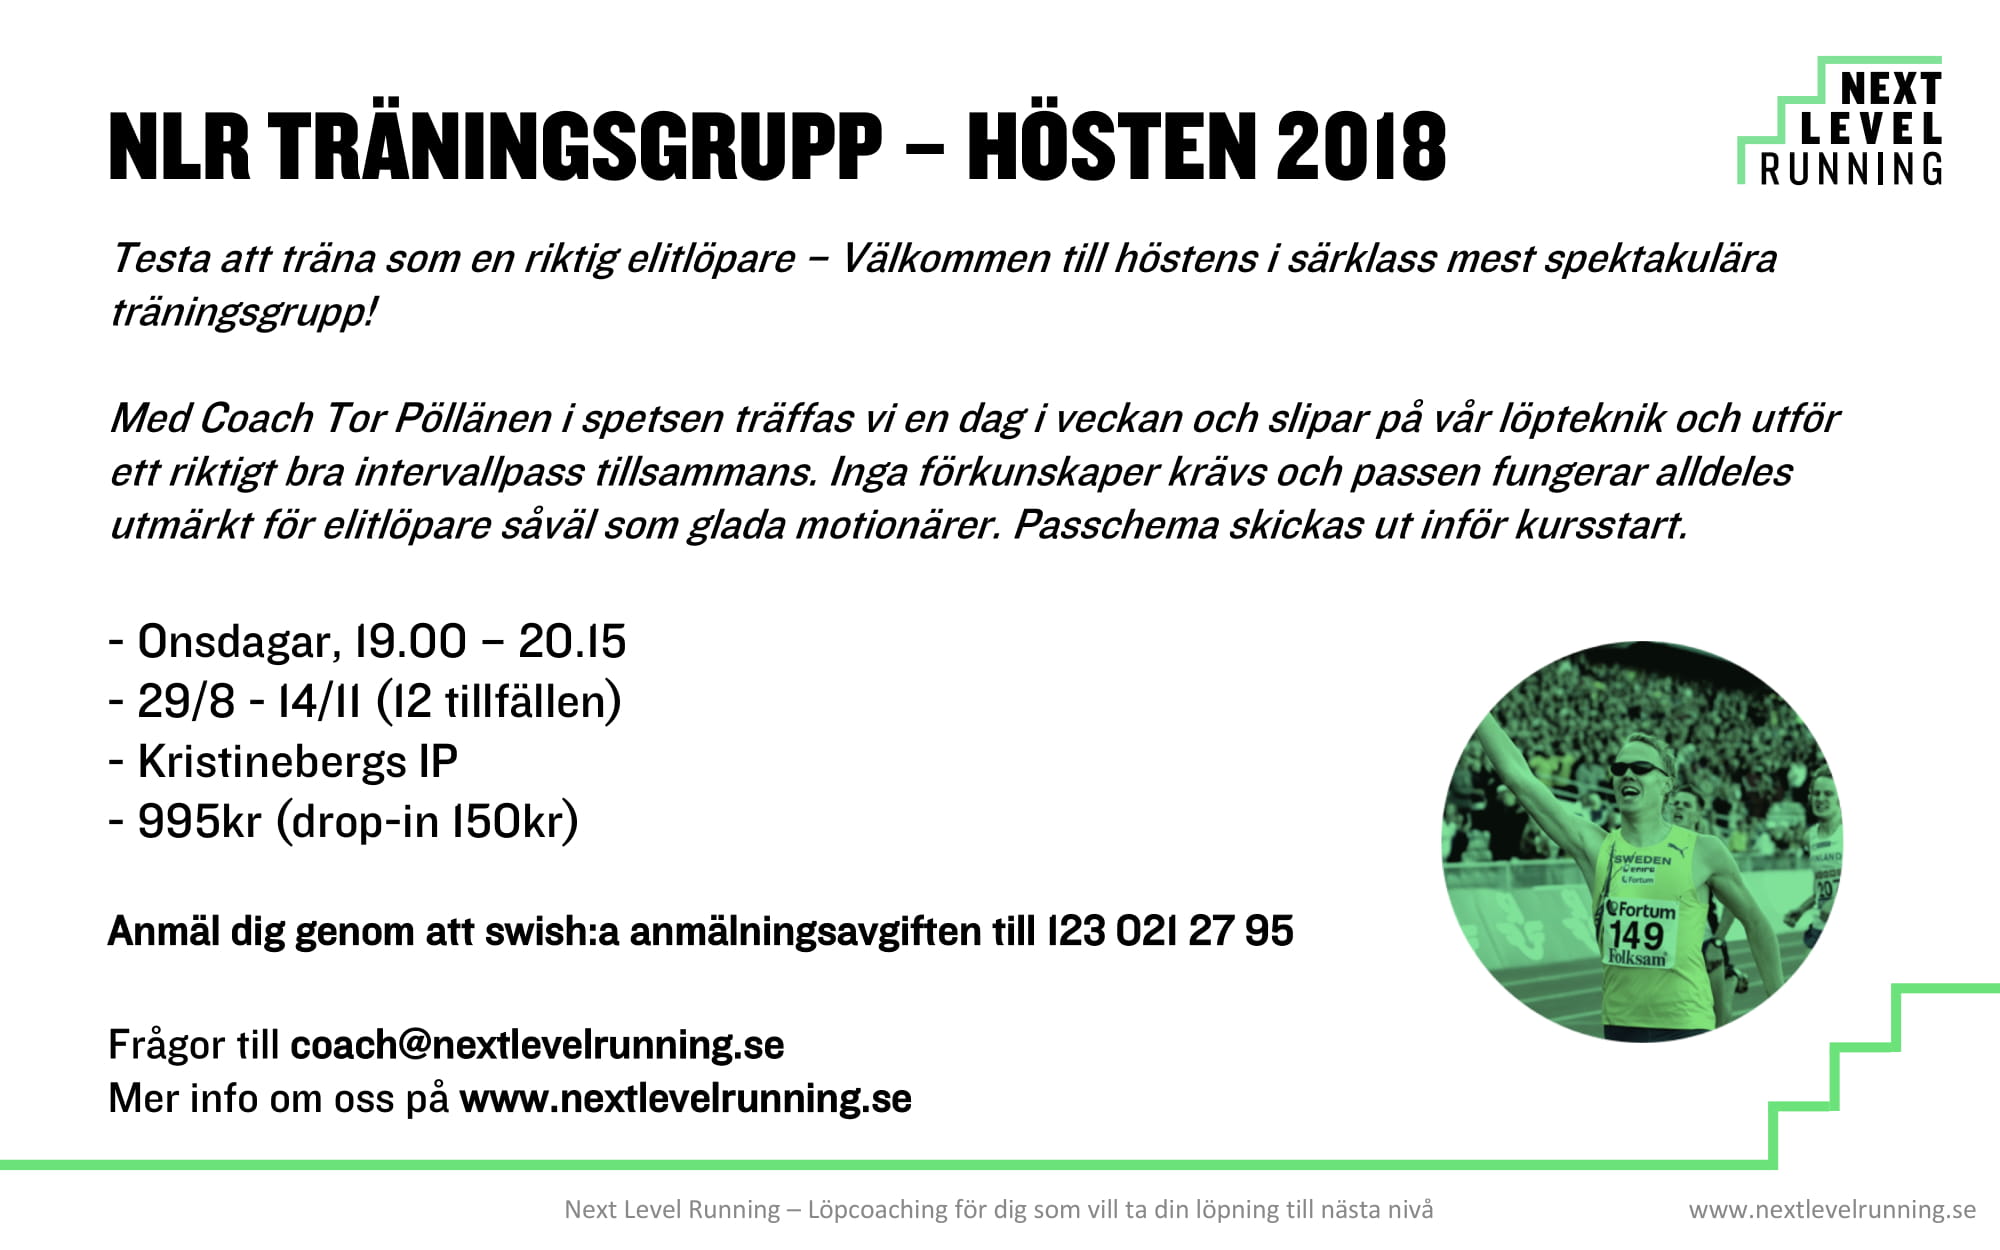 NEXT
LEVEL
RUNNING
NLR TRÄNINGSGRUPP – HÖSTEN 2018
Testa att träna som en riktig elitlöpare – Välkommen till höstens i särklass mest spektakulära
träningsgrupp!
Med Coach Tor Pöllänen i spetsen träffas vi en dag i veckan och slipar på vår löpteknik och utför
ett riktigt bra intervallpass tillsammans. Inga förkunskaper krävs och passen fungerar alldeles
utmärkt för elitlöpare såväl som glada motionärer. Passchema skickas ut inför kursstart.
- Onsdagar, 19.00 – 20.15
- 29/8 - 14/11 (12 tillfällen)
- Kristinebergs IP
- 995kr (drop-in 150kr)
SWEDEN
Fortum
Fortum
149
Folksam
Anmäl dig genom att swish:a anmälningsavgiften till 123 021 27 95
Frågor till coach@nextlevelrunning.se
Mer info om oss på www.nextlevelrunning.se
Next Level Running – Löpcoaching för dig som vill ta din löpning till nästa nivå
www.nextlevelrunning.se